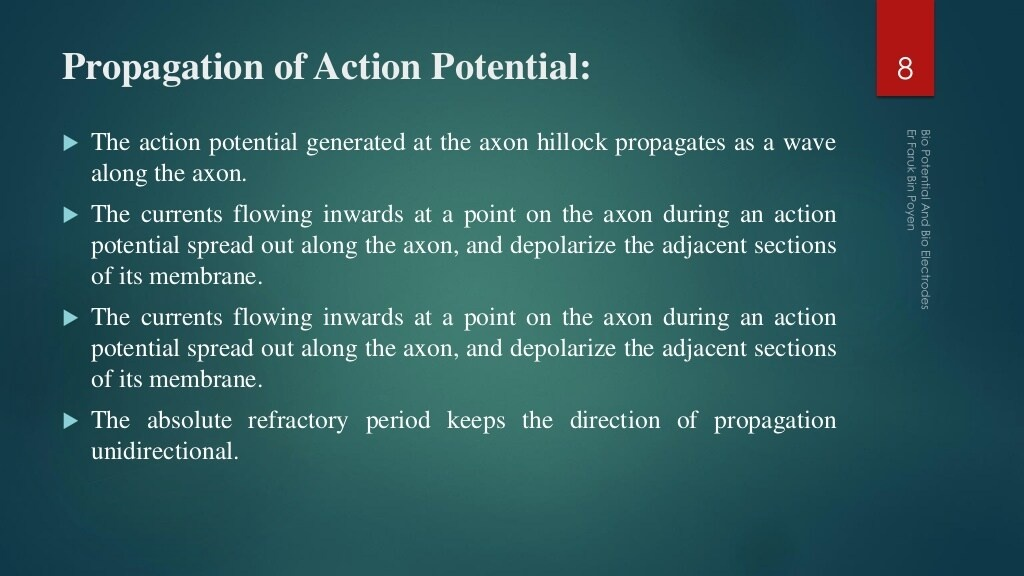 Propagation of Action Potential:
8
The action potential generated at the axon hillock propagates as a wave
along the axon.
The currents flowing inwards at a point on the axon during an action
potential spread out along the axon, and depolarize the adjacent sections
of its membrane.
The currents flowing inwards at a point on the axon during an action
potential spread out along the axon, and depolarize the adjacent sections
of its membrane.
The absolute refractory period keeps the direction of propagation
unidirectional.
Bio Potential And Bio Electrodes
Er Faruk Bin Poyen